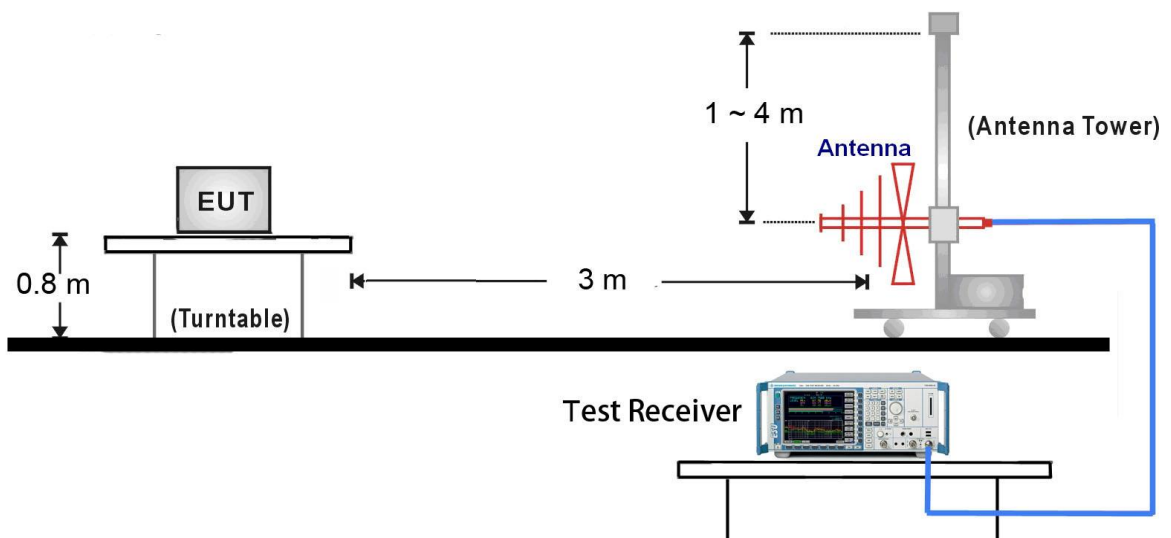 1 ~ 4 m
(Antenna Tower)
Antenna
EUT
0.8 m
3 m
(Turntable)
Test Receiver